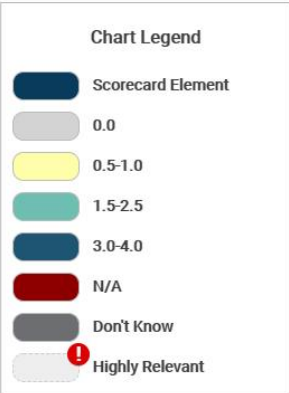 Chart Legend
Scorecard Element
0.0
0.5-1.0
1.5-2.5
3.0-4.0
N/A
Don't Know
!
Highly Relevant